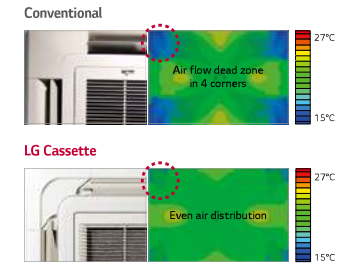 Conventional
27°C
Air flow dead zone
in 4 corners
15°C
LG Cassette
27°C
Even air distribution
15°C